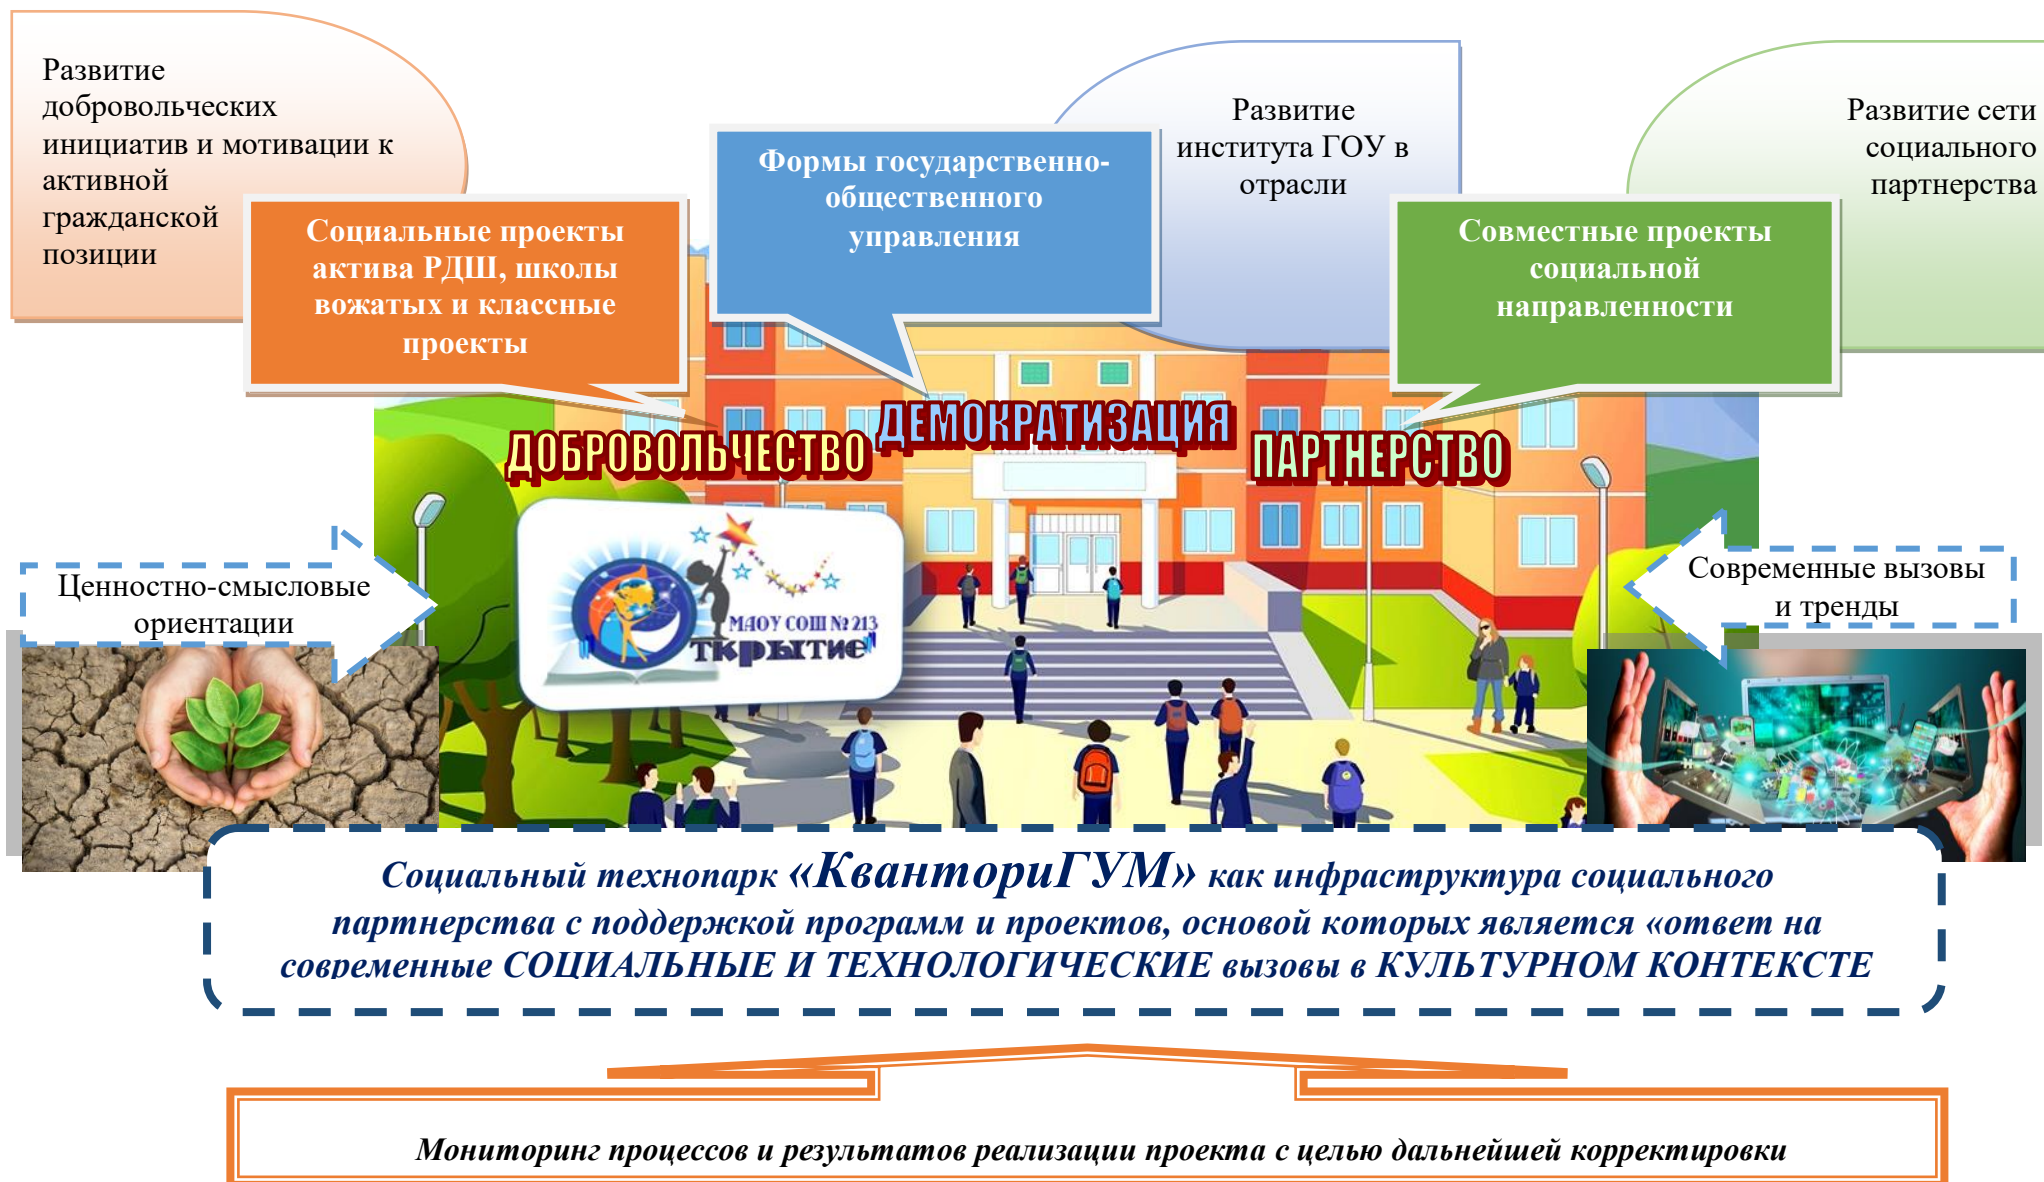 Развитие
добровольческих
инициатив и мотивации к
активной
гражданской
позиции
Социальные проекты
актива РДШ, школы
вожатых и классные
проекты
Формы государственно-
общественного
управления
Развитие
института ГОУ в
отрасли
Совместные проекты
социальной
направленности
Развитие сети
социального
партнерства
ДОБРОВОЛЬЧЕСТВО
ДЕМОКРАТИЗАЦИЯ
ПАРТНЕРСТВО
Ценностно-смысловые
ориентации
МАОУ СОШ № 213
"Открытие"
Современные вызовы
и тренды
Социальный технопарк «КванториГУМ» как инфраструктура социального
партнерства с поддержкой программ и проектов, основой которых является «ответ на
современные СОЦИАЛЬНЫЕ И ТЕХНОЛОГИЧЕСКИЕ вызовы в КУЛЬТУРНОМ КОНТЕКСТЕ
Мониторинг процессов и результатов реализации проекта с целью дальнейшей корректировки